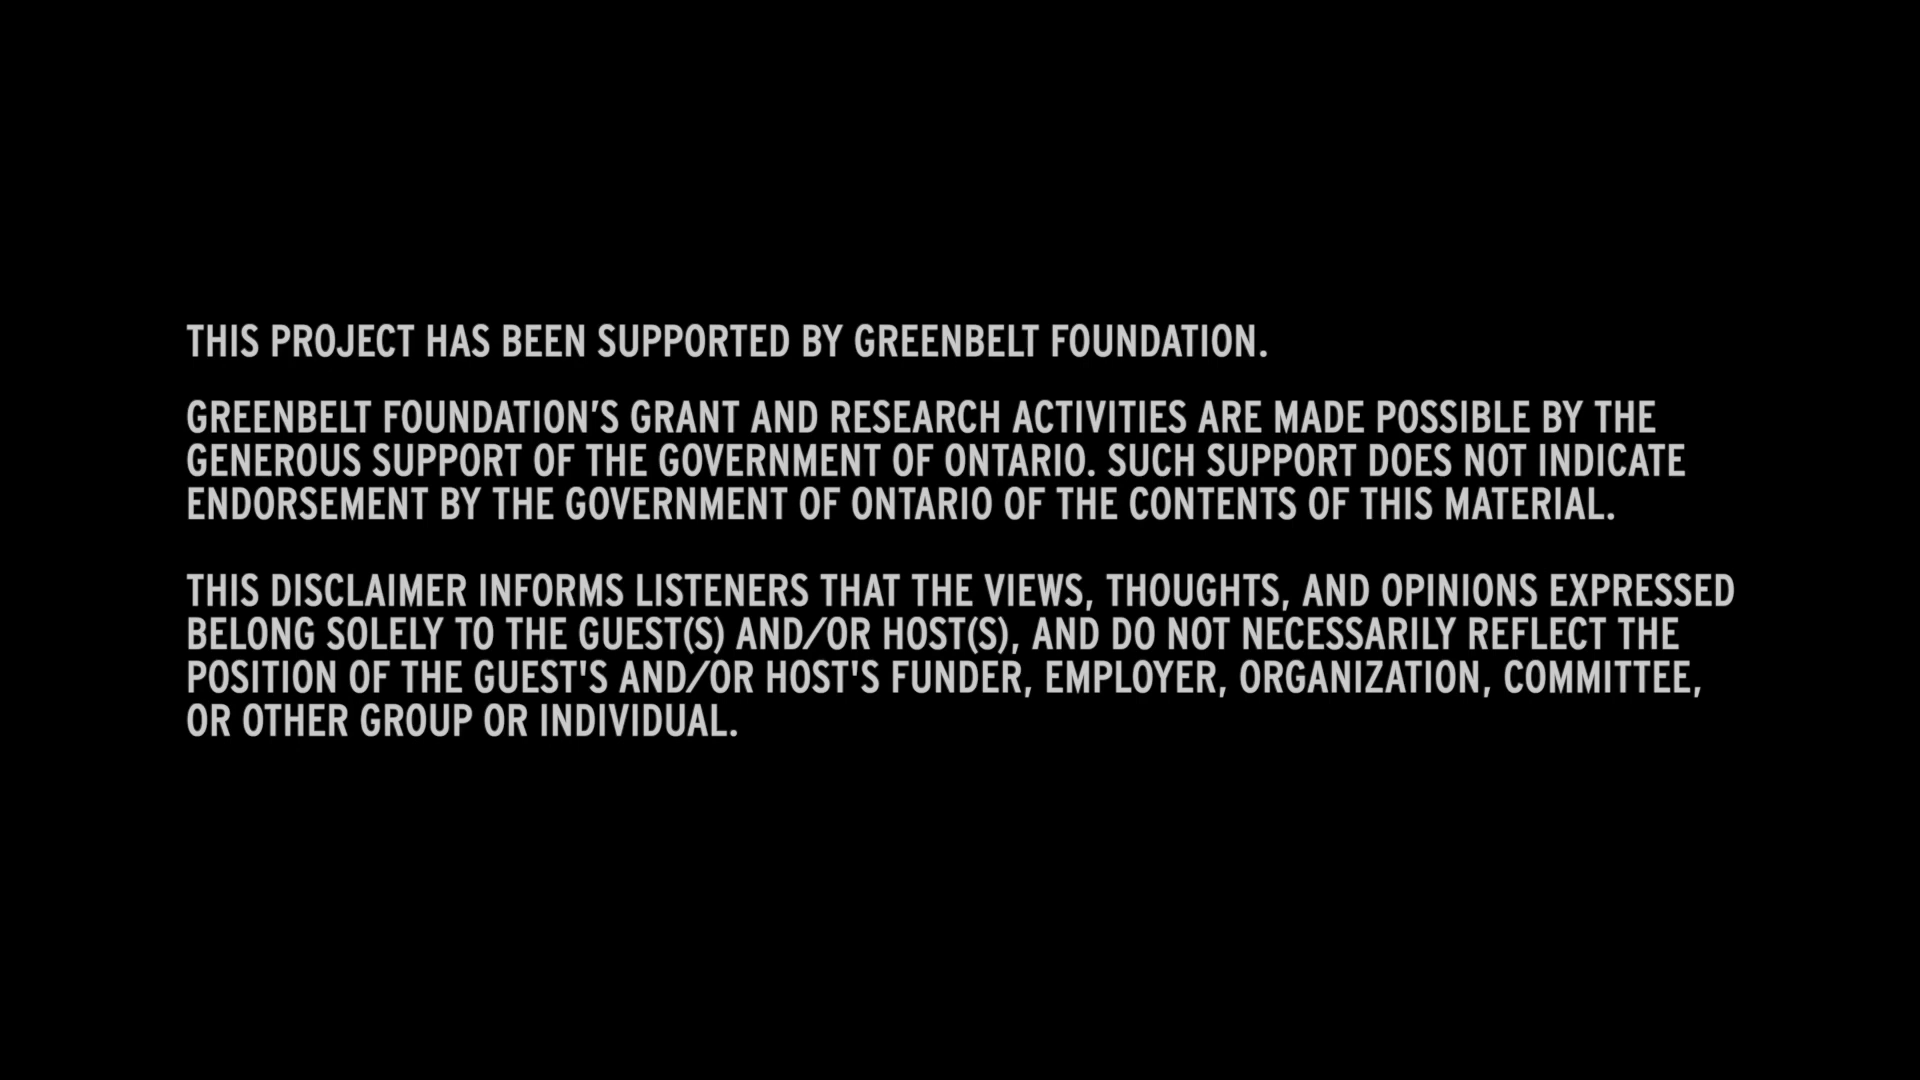 THIS PROJECT HAS BEEN SUPPORTED BY GREENBELT FOUNDATION.
GREENBELT FOUNDATION’S GRANT AND RESEARCH ACTIVITIES ARE MADE POSSIBLE BY THE
GENEROUS SUPPORT OF THE GOVERNMENT OF ONTARIO. SUCH SUPPORT DOES NOT INDICATE
ENDORSEMENT BY THE GOVERNMENT OF ONTARIO OF THE CONTENTS OF THIS MATERIAL.
THIS DISCLAIMER INFORMS LISTENERS THAT THE VIEWS, THOUGHTS, AND OPINIONS EXPRESSED
BELONG SOLELY TO THE GUEST(S) AND/OR HOST(S), AND DO NOT NECESSARILY REFLECT THE
POSITION OF THE GUEST'S AND/OR HOST'S FUNDER, EMPLOYER, ORGANIZATION, COMMITTEE,
OR OTHER GROUP OR INDIVIDUAL.